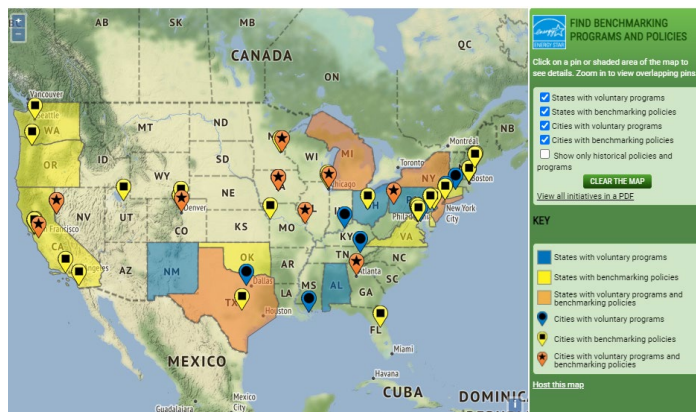 AB
SK
MB
CANADA
ON
QC
NB
Vancouver
Seattle
WA
MT
ND
OR
ID
SD
WI
MI
Montréal
Toronto
NY
Boston
WY
Chicago
NE
New York
City
NV
UT
Denver
CO
KS
MO
KY
VA
CA
AZ
NM
OK
AR
TN
NC
SC
Atlanta
Dallas
TX
LA
AL
GA
Houston
FL
Miami
MEXICO
Havana
CUBA
Mexico
City
Guadalajara
+
−
i
ENERGY STAR
FIND BENCHMARKING
PROGRAMS AND POLICIES
Click on a pin or shaded area of the map to
see details. Zoom in to view overlapping pins
States with voluntary programs
States with benchmarking policies
Cities with voluntary programs
Cities with benchmarking policies
Show only historical policies and
programs
CLEAR THE MAP
View all initiatives in a PDF
KEY
States with voluntary programs
States with benchmarking policies
States with voluntary programs and
benchmarking policies
Cities with voluntary programs
Cities with benchmarking policies
Cities with voluntary programs and
benchmarking policies
Host this map